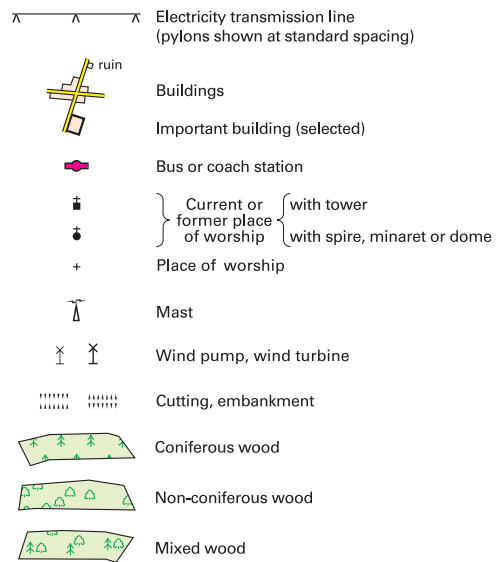 Electricity transmission line
(pylons shown at standard spacing)
ruin
Buildings
Important building (selected)
Bus or coach station
Current or
former place
of worship
with tower
with spire, minaret or dome
Place of worship
Mast
Wind pump, wind turbine
Cutting, embankment
Coniferous wood
Non-coniferous wood
Mixed wood